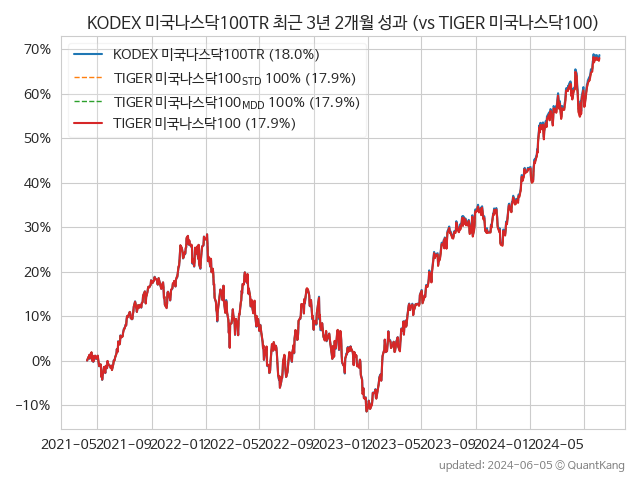 KODEX 미국나스닥100TR 최근 3년 2개월 성과 (vs TIGER 미국나스닥100)
KODEX 미국나스닥100TR (18.0%)
TIGER 미국나스닥100STD 100% (17.9%)
TIGER 미국나스닥100MDD 100% (17.9%)
TIGER 미국나스닥100 (17.9%)
70%
60%
50%
40%
30%
20%
10%
0%
−10%
2021-05 2021-09 2022-01 2022-05 2022-09 2023-01 2023-05 2023-09 2024-01 2024-05
updated: 2024-06-05 © QuantKang